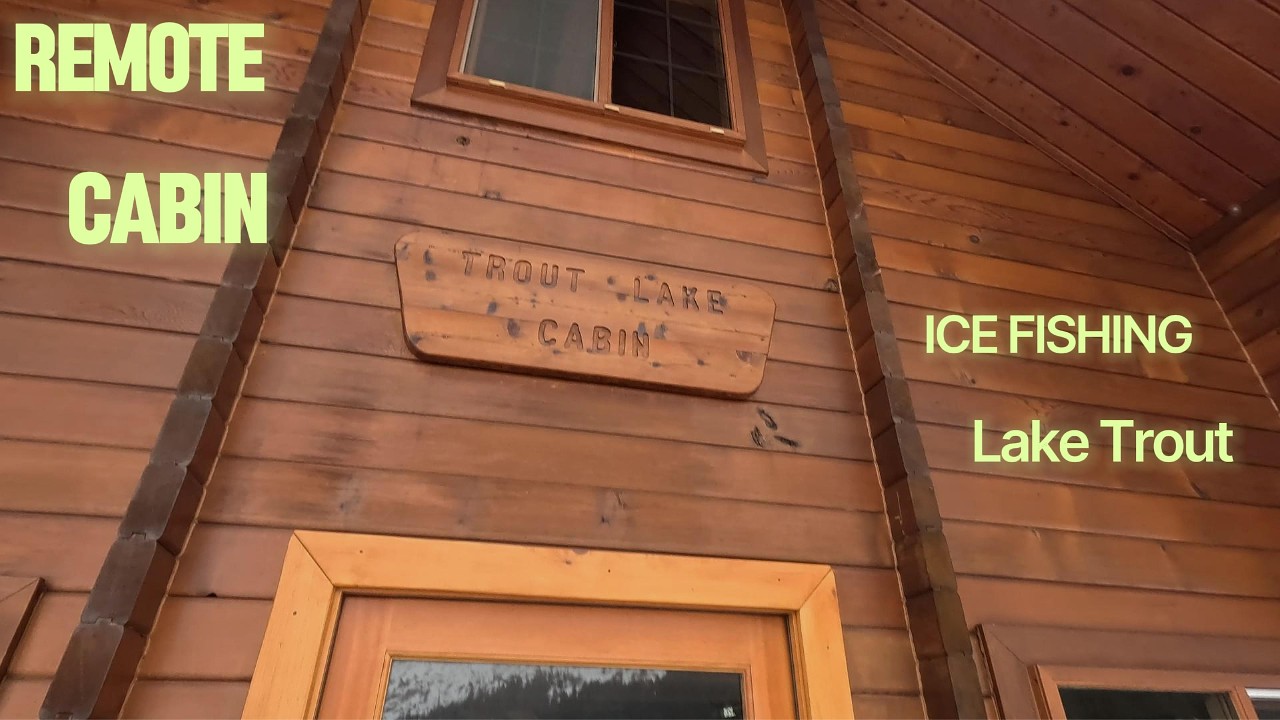 REMOTE
CABIN
TROUT LAKE
CABIN
ICE FISHING
Lake Trout